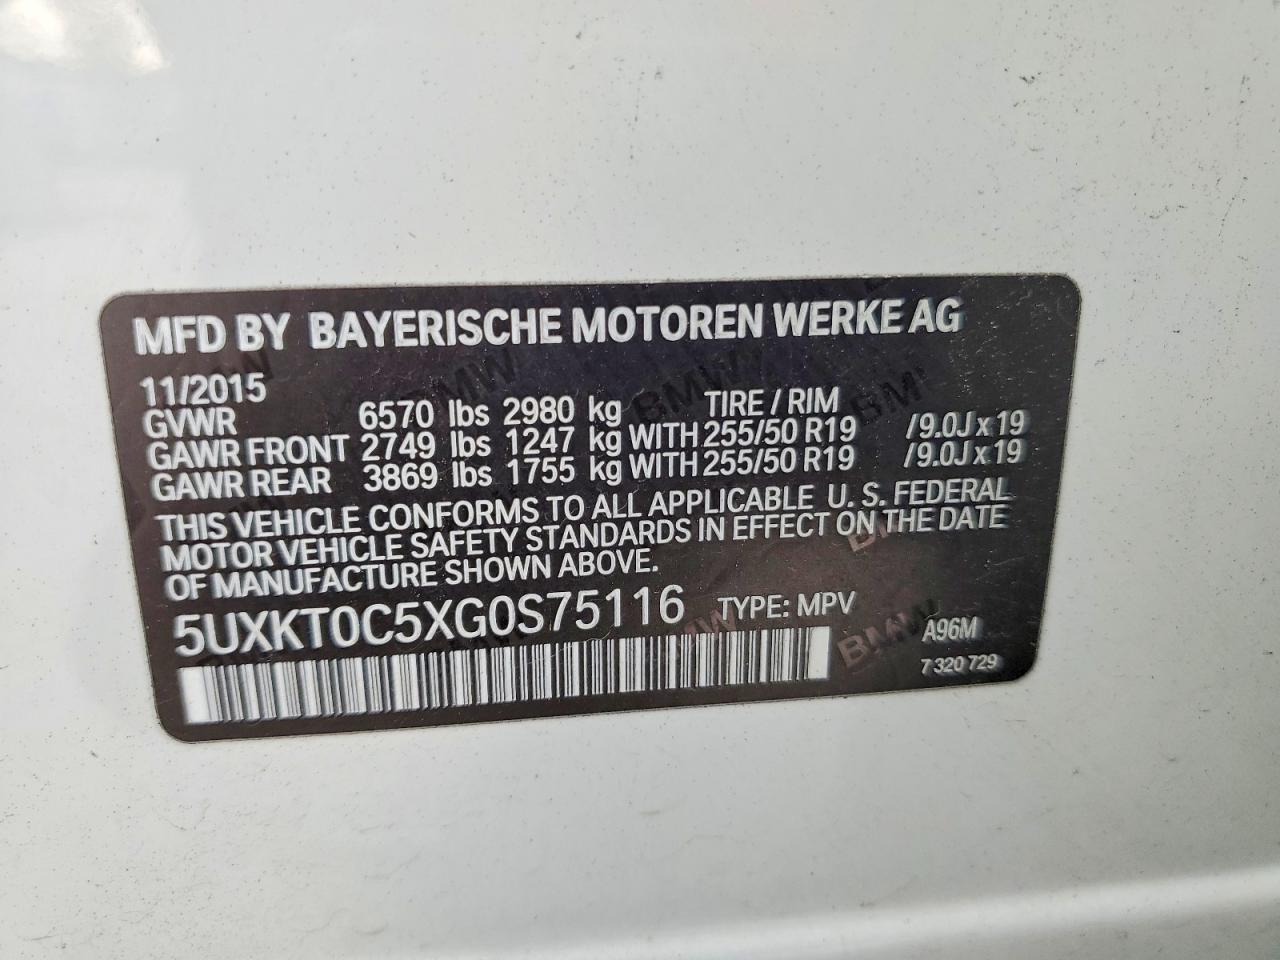 MFD BY BAYERISCHE MOTOREN WERKE AG
11/2015 TIRE / RIM
GVWR 6570 lbs 2980 kg
GAWR FRONT 2749 lbs 1247 kg WITH 255/50 R19 /9.0J x 19
GAWR REAR 3869 lbs 1755 kg WITH 255/50 R19 /9.0J x 19
THIS VEHICLE CONFORMS TO ALL APPLICABLE U. S. FEDERAL
MOTOR VEHICLE SAFETY STANDARDS IN EFFECT ON THE DATE
OF MANUFACTURE SHOWN ABOVE.
5UXKT0C5XG0S75116 TYPE: MPV
A96M
7 320 729